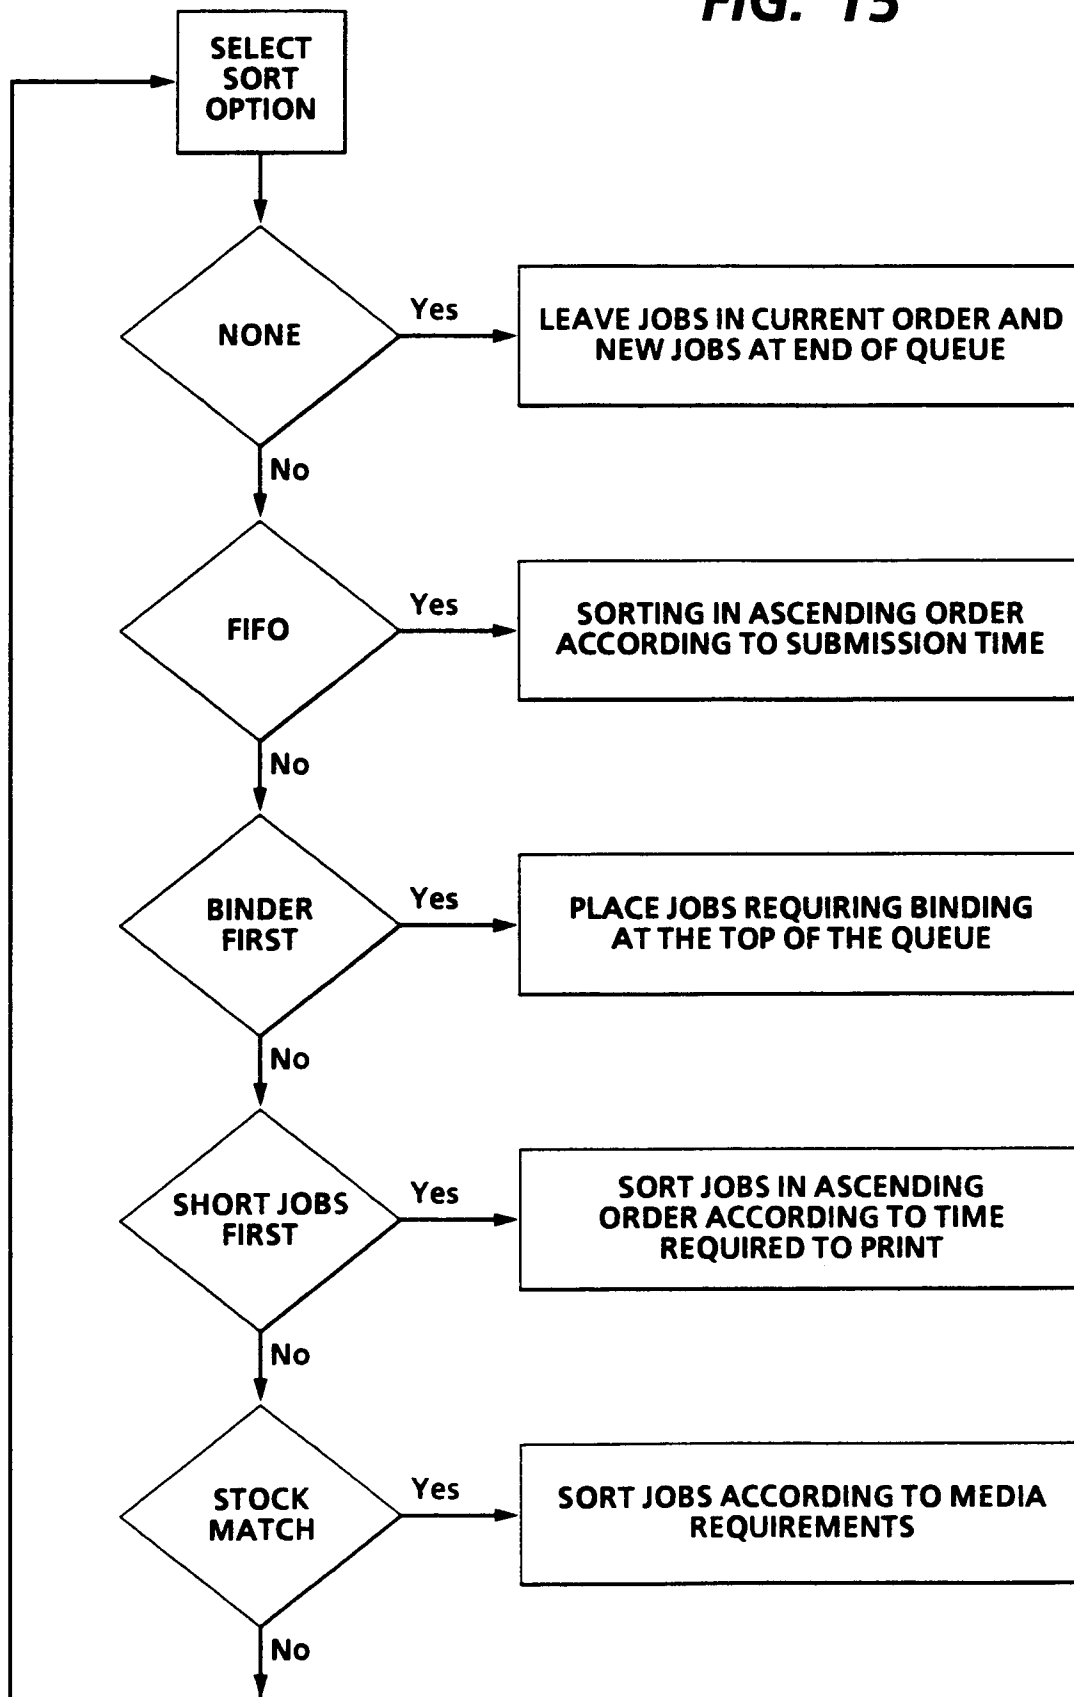 FIG. 15
SELECT
SORT
OPTION
NONE
Yes
LEAVE JOBS IN CURRENT ORDER AND
NEW JOBS AT END OF QUEUE
No
FIFO
Yes
SORTING IN ASCENDING ORDER
ACCORDING TO SUBMISSION TIME
No
BINDER
FIRST
Yes
PLACE JOBS REQUIRING BINDING
AT THE TOP OF THE QUEUE
No
SHORT JOBS
FIRST
Yes
SORT JOBS IN ASCENDING
ORDER ACCORDING TO TIME
REQUIRED TO PRINT
No
STOCK
MATCH
Yes
SORT JOBS ACCORDING TO MEDIA
REQUIREMENTS
No